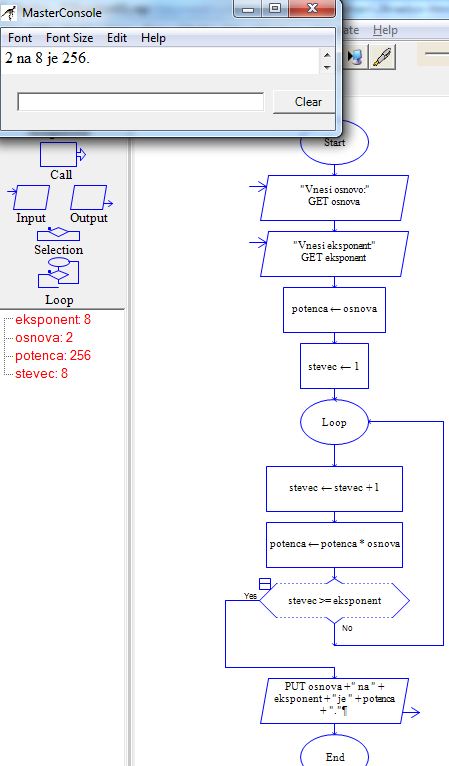 MasterConsole
Font Font Size Edit Help
2 na 8 je 256.
Clear
Help
Call
Input Output
Selection
Loop
eksponent: 8
osnova: 2
potenca: 256
stevec: 8
Start
"Vnesi osnovo:"
GET osnova
"Vnesi eksponent:"
GET eksponent
potenca ← osnova
stevec ← 1
Loop
stevec ← stevec + 1
potenca ← potenca * osnova
Yes
stevec >= eksponent
No
PUT osnova +" na " +
eksponent + " je " + potenca
+ "."¶
End